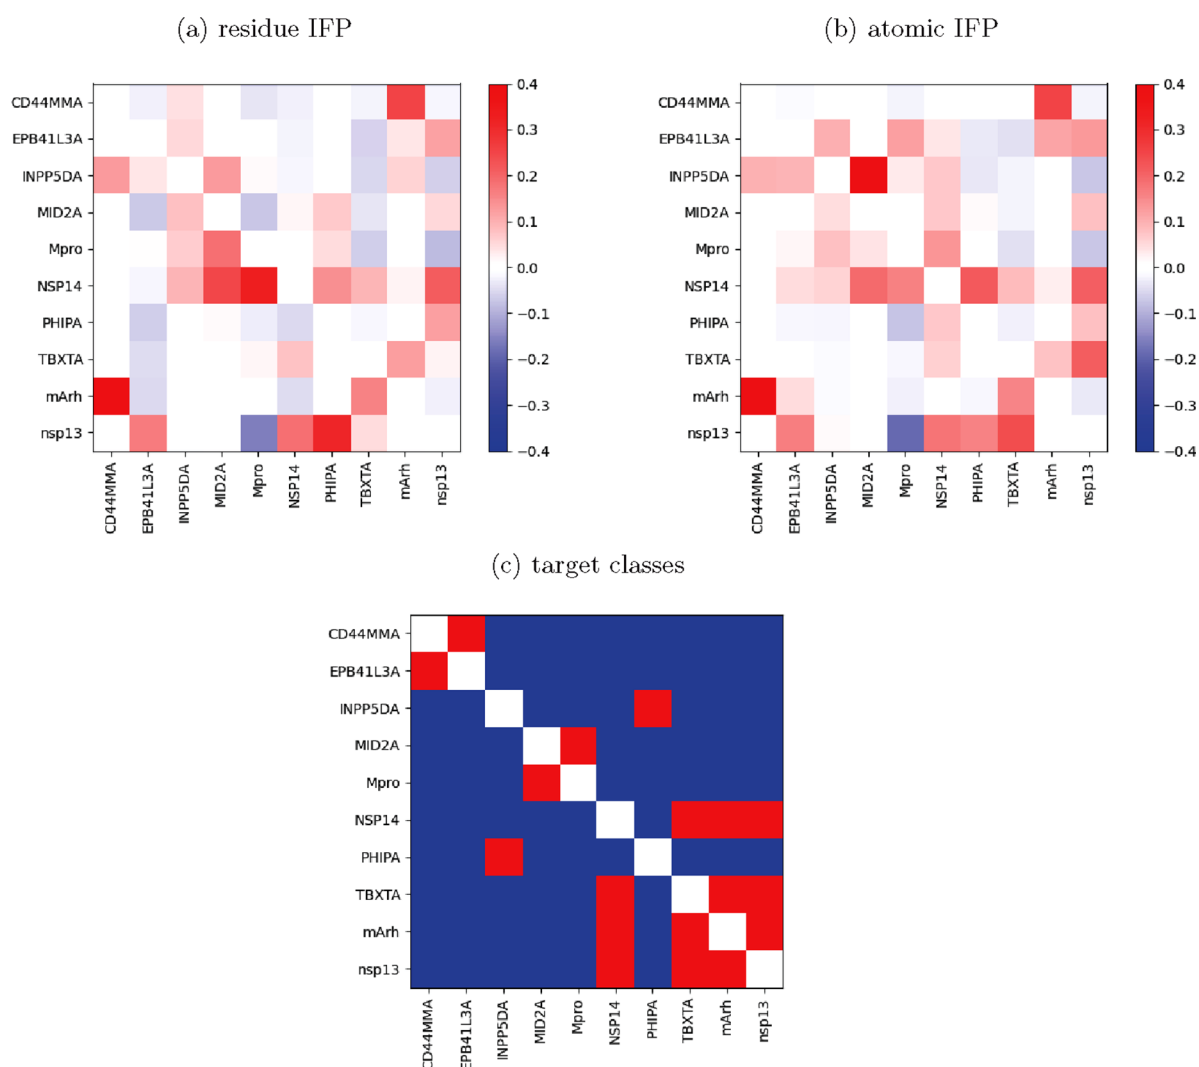 (a) residue IFP
CD44MMA
EPB41L3A
INPP5DA
MID2A
Mpro
NSP14
PHIPA
TBXTA
mArh
nsp13
CD44MMA
EPB41L3A
INPP5DA
MID2A
Mpro
NSP14
PHIPA
TBXTA
mArh
nsp13
0.4
0.3
0.2
0.1
0.0
−0.1
−0.2
−0.3
−0.4
(b) atomic IFP
CD44MMA
EPB41L3A
INPP5DA
MID2A
Mpro
NSP14
PHIPA
TBXTA
mArh
nsp13
CD44MMA
EPB41L3A
INPP5DA
MID2A
Mpro
NSP14
PHIPA
TBXTA
mArh
nsp13
0.4
0.3
0.2
0.1
0.0
−0.1
−0.2
−0.3
−0.4
(c) target classes
CD44MMA
EPB41L3A
INPP5DA
MID2A
Mpro
NSP14
PHIPA
TBXTA
mArh
nsp13
CD44MMA
EPB41L3A
INPP5DA
MID2A
Mpro
NSP14
PHIPA
TBXTA
mArh
nsp13